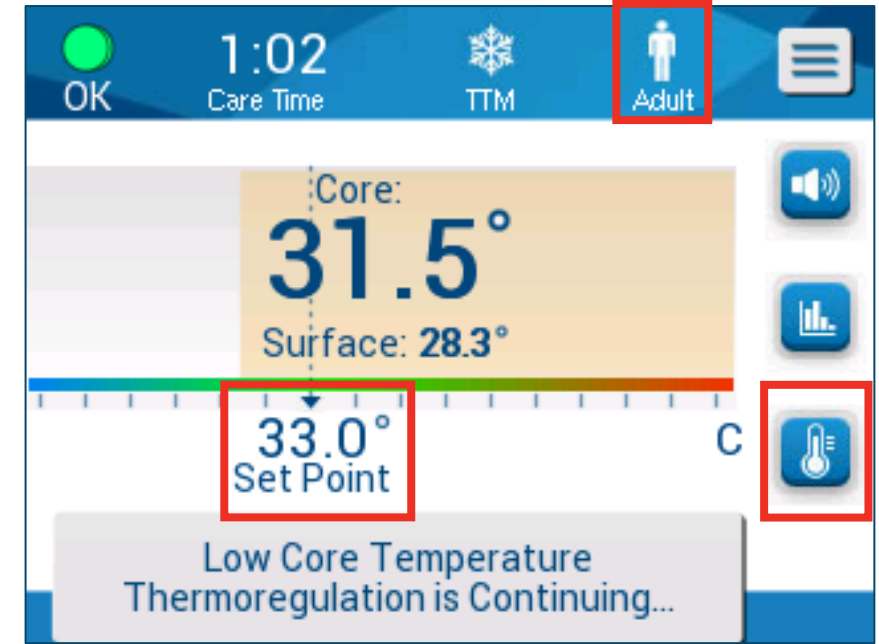 1:02
OK
Care Time
TTM
Adult
Core:
31.5°
Surface: 28.3°
33.0°
C
Set Point
Low Core Temperature
Thermoregulation is Continuing...